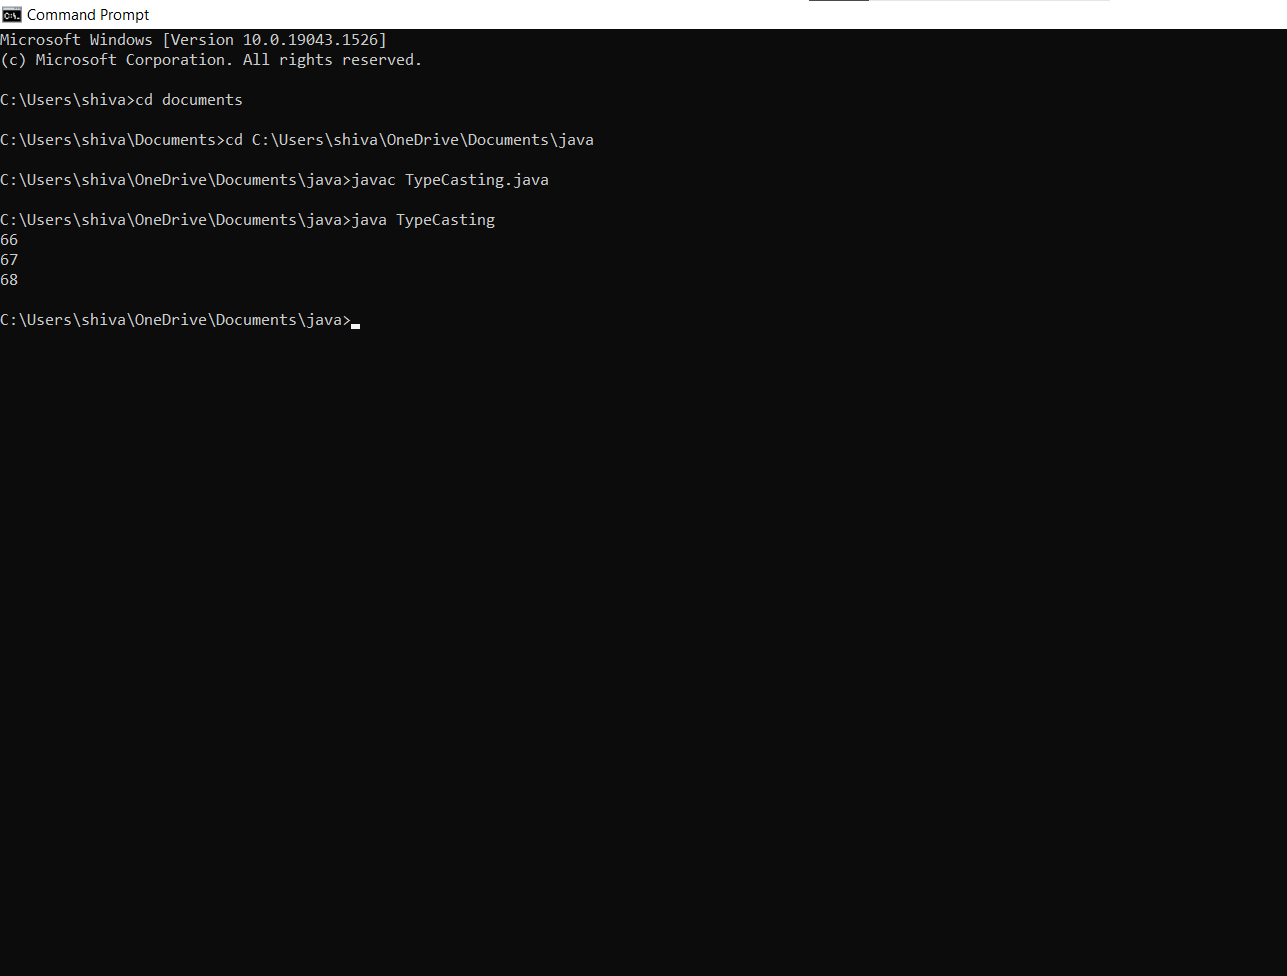 Command Prompt
Microsoft Windows [Version 10.0.19043.1526]
(c) Microsoft Corporation. All rights reserved.
C:\Users\shiva>cd documents
C:\Users\shiva\Documents>cd C:\Users\shiva\OneDrive\Documents\java
C:\Users\shiva\OneDrive\Documents\java>javac TypeCasting.java
C:\Users\shiva\OneDrive\Documents\java>java TypeCasting
66
67
68
C:\Users\shiva\OneDrive\Documents\java>